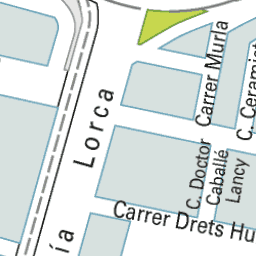 Lorca
ía
Carrer Murla
C. Ceramist
C. Doctor
Caballé
Lancy
Carrer Drets Hu